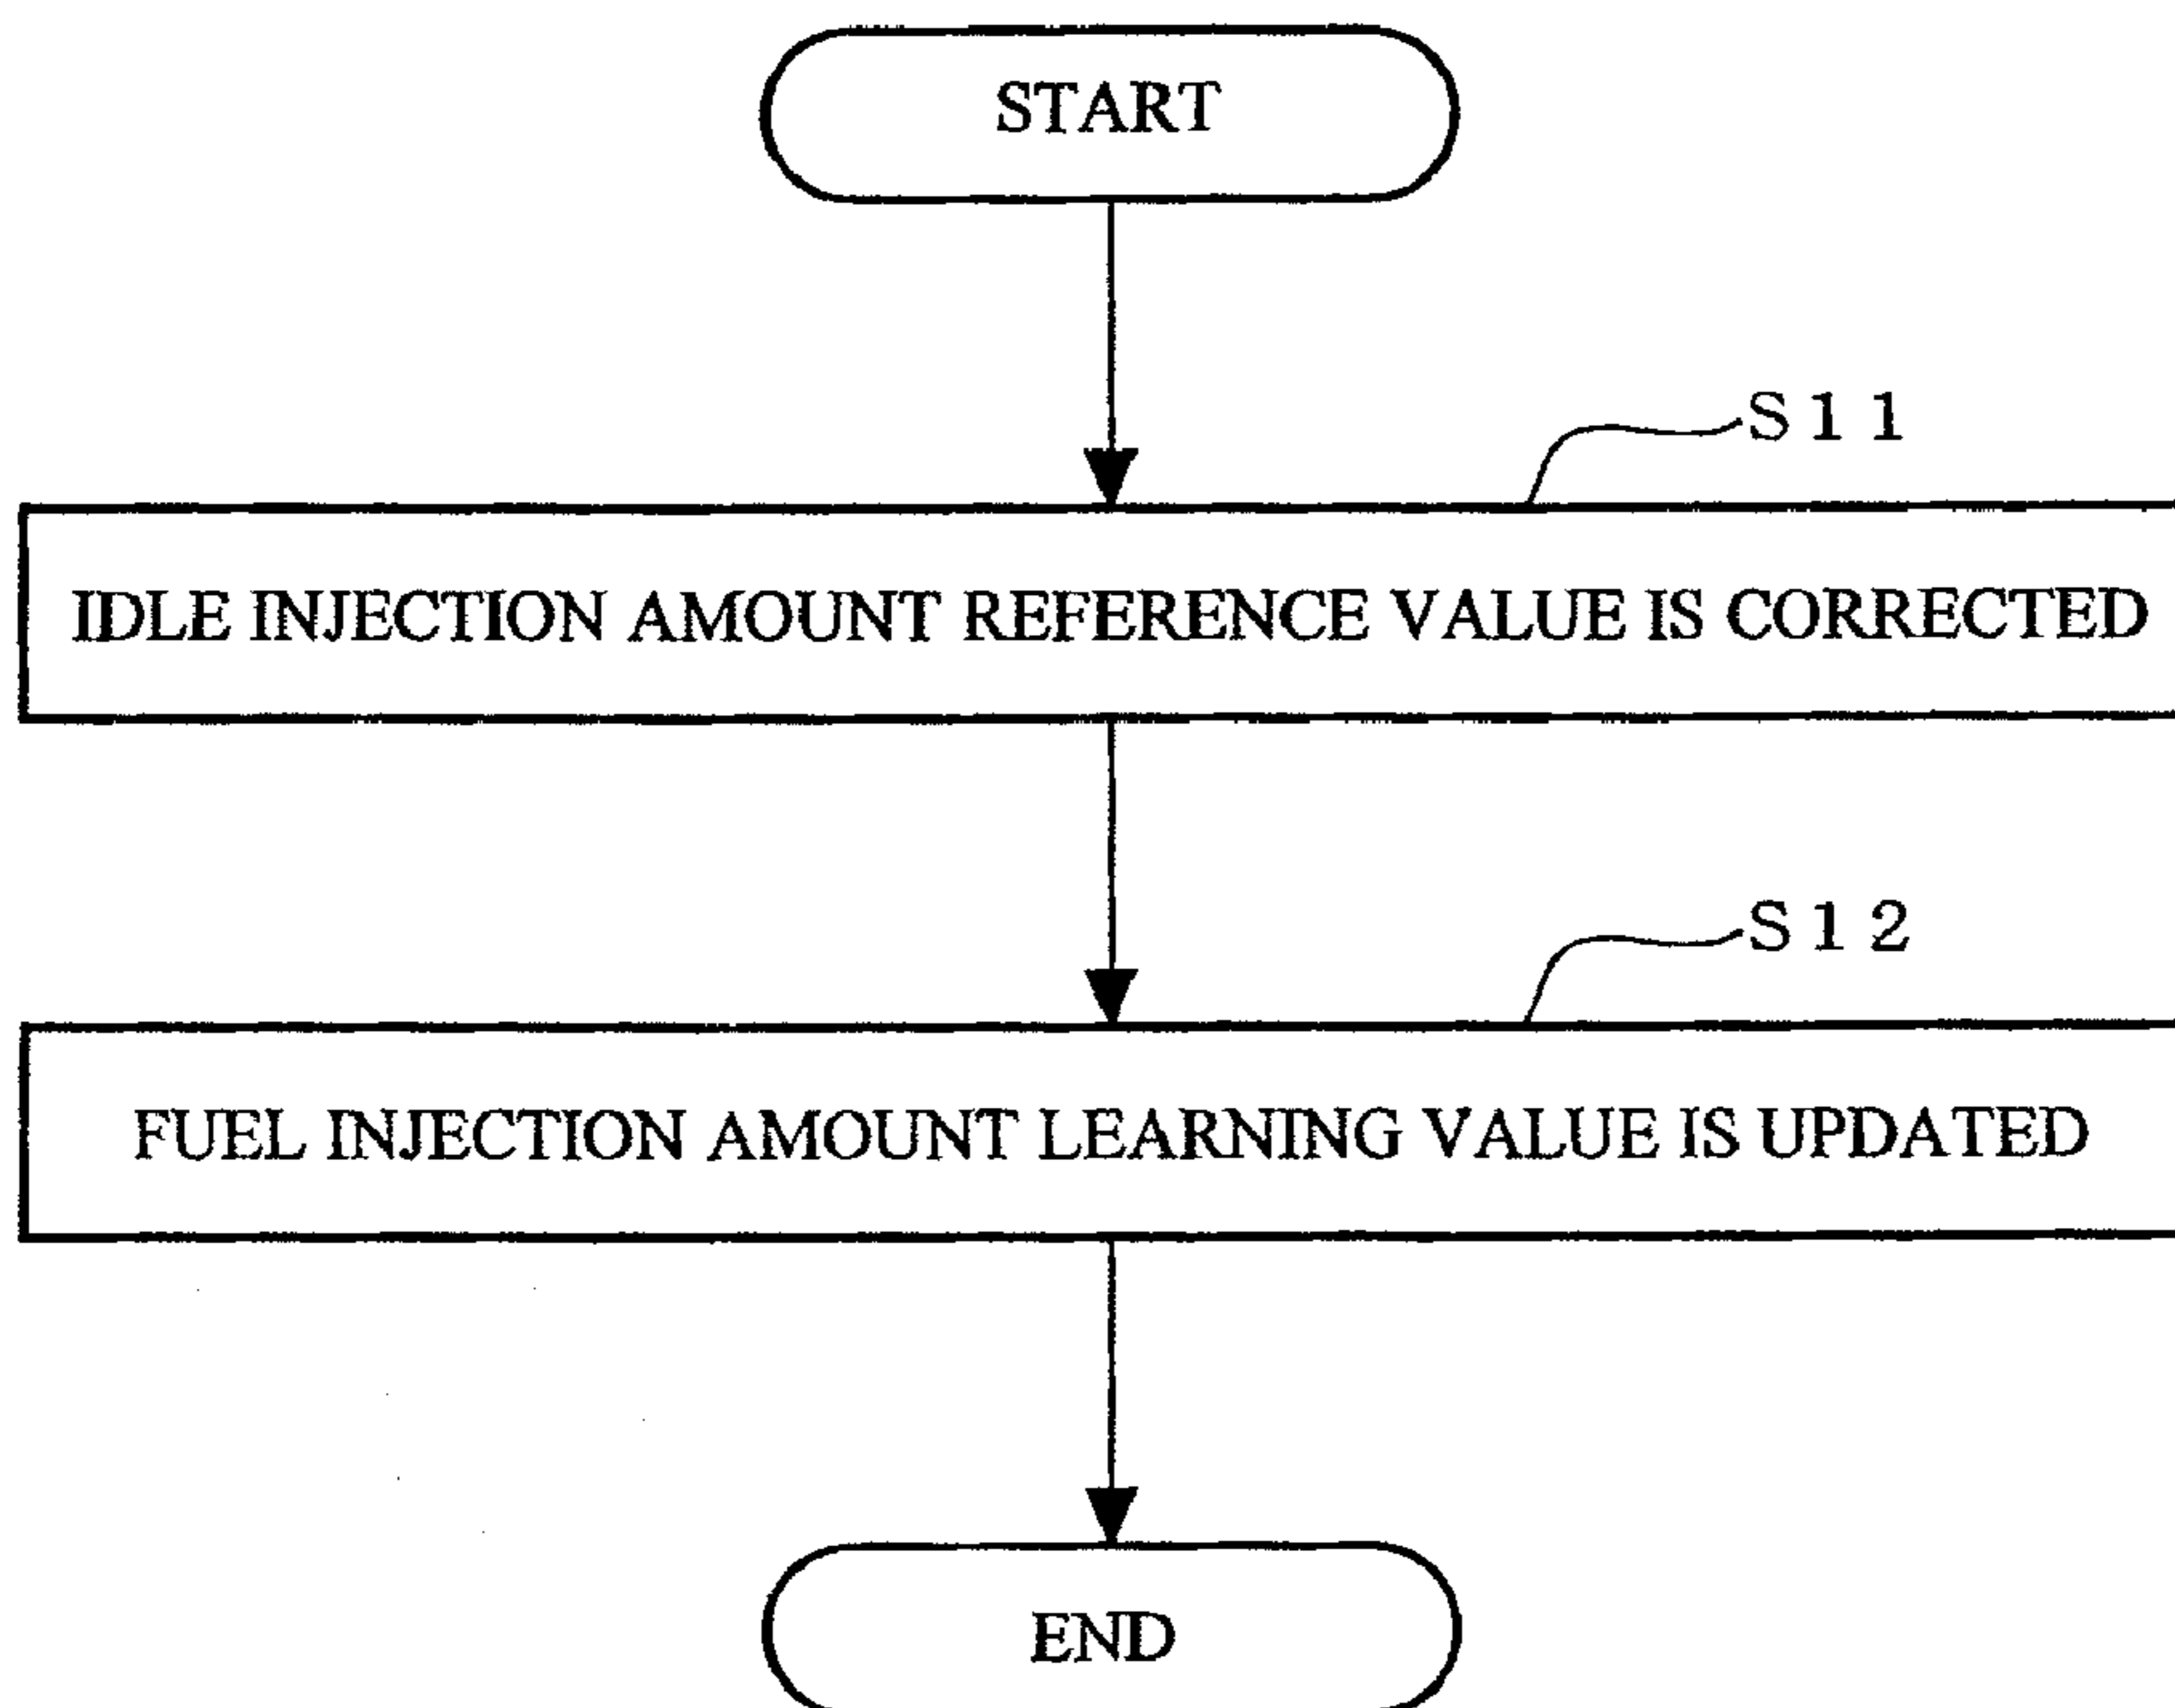 START
S11
IDLE INJECTION AMOUNT REFERENCE VALUE IS CORRECTED
S12
FUEL INJECTION AMOUNT LEARNING VALUE IS UPDATED
END